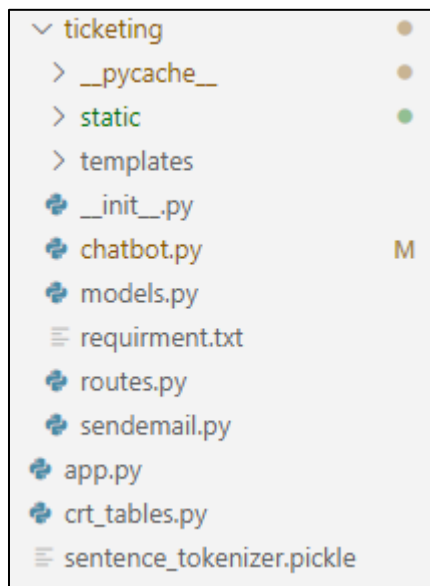 ticketing
__pycache__
static
templates
__init__.py
chatbot.py M
models.py
requirment.txt
routes.py
sendemail.py
app.py
crt_tables.py
sentence_tokenizer.pickle